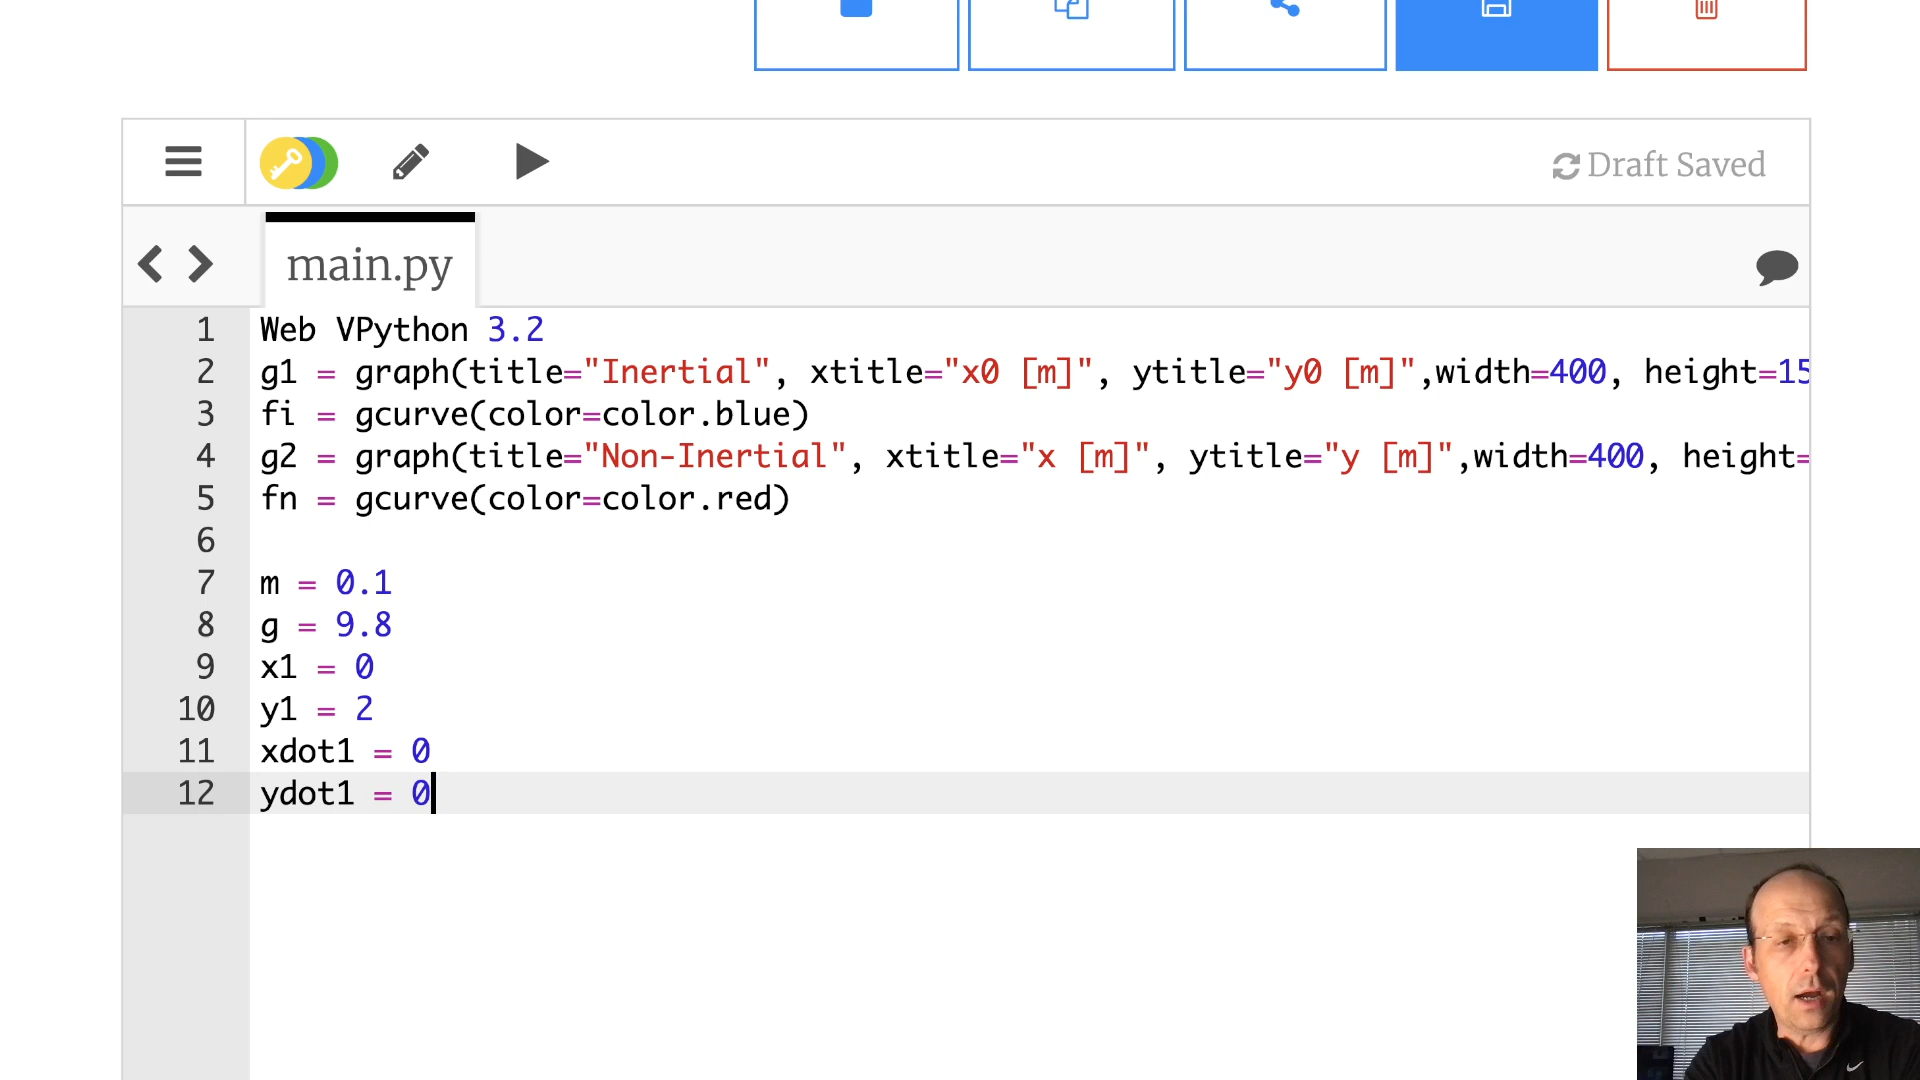 Draft Saved
main.py
1 Web VPython 3.2
2 g1 = graph(title="Inertial", xtitle="x0 [m]", ytitle="y0 [m]",width=400, height=15
3 fi = gcurve(color=color.blue)
4 g2 = graph(title="Non-Inertial", xtitle="x [m]", ytitle="y [m]",width=400, height=
5 fn = gcurve(color=color.red)
6
7 m = 0.1
8 g = 9.8
9 x1 = 0
10 y1 = 2
11 xdot1 = 0
12 ydot1 = 0